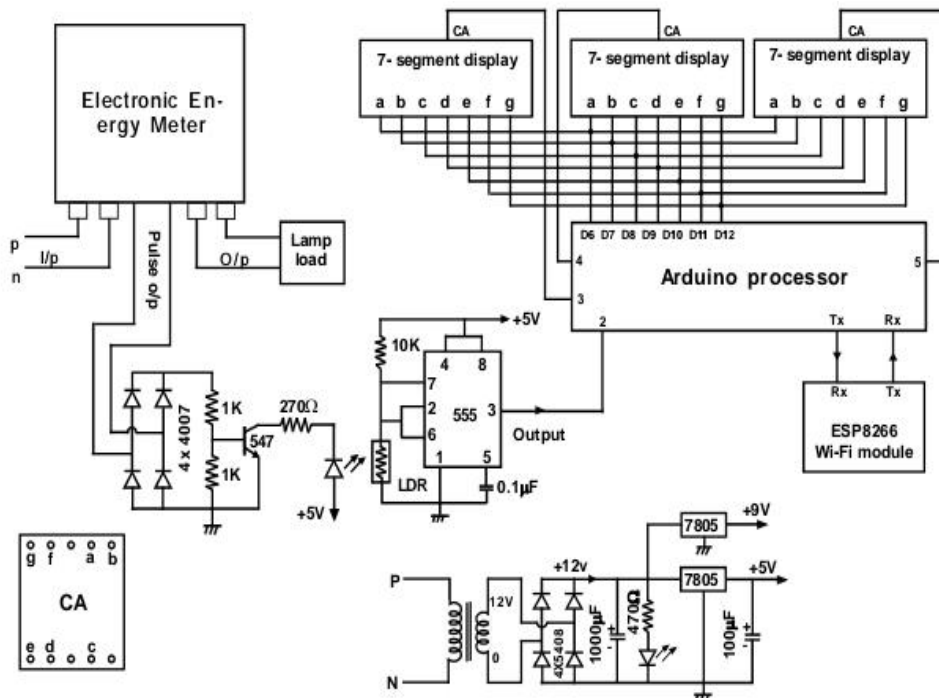 CA
CA
CA
7- segment display
7- segment display
7- segment display
a b c d e f g
a b c d e f g
a b c d e f g
Electronic En-
ergy Meter
p
I/p
n
Pulse o/p
O/p
Lamp
load
D6 D7 D8 D9 D10 D11 D12
4
Arduino processor
5
3
2
Tx
Rx
Rx
Tx
ESP8266
Wi-Fi module
+5V
10K
4
8
7
2
555
3
6
Output
1
5
LDR
0.1µF
4 x 4007
1K
1K
547
270Ω
+5V
g f a b
CA
e d c
P
N
12V
0
+12v
4X5408
1000µF
+
-
470Ω
7805
+9V
7805
+5V
100µF
+
-